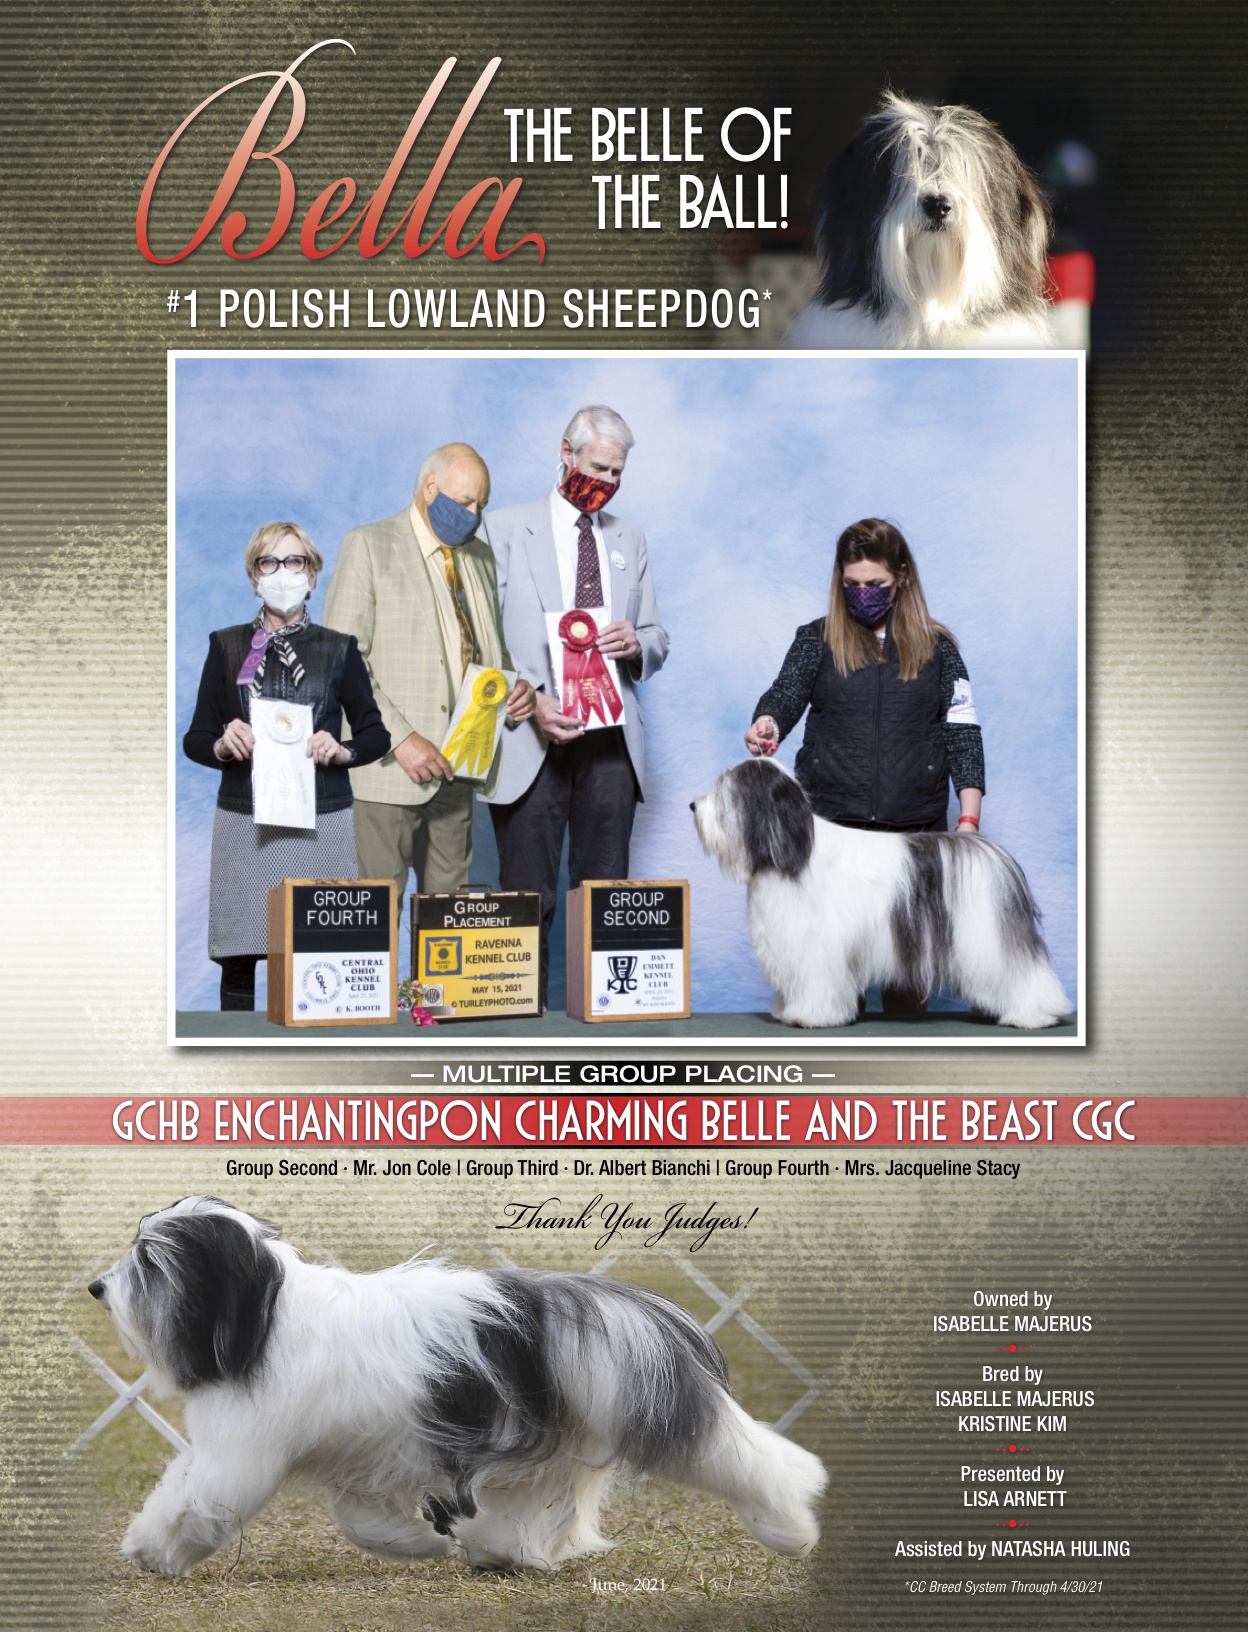 Bella
THE BELLE OF
THE BALL!
#1 POLISH LOWLAND SHEEPDOG*
GROUP
FOURTH
CENTRAL
OHIO
KENNEL
CLUB
April 23, 2021
© K. BOOTH
GROUP
PLACEMENT
RAVENNA
KENNEL CLUB
MAY 15, 2021
© TURLEYPHOTO.com
GROUP
SECOND
DAN
EMMETT
KENNEL
CLUB
— MULTIPLE GROUP PLACING —
GCHB ENCHANTINGPON CHARMING BELLE AND THE BEAST CGC
Group Second · Mr. Jon Cole | Group Third · Dr. Albert Bianchi | Group Fourth · Mrs. Jacqueline Stacy
Thank You Judges!
Owned by
ISABELLE MAJERUS
Bred by
ISABELLE MAJERUS
KRISTINE KIM
Presented by
LISA ARNETT
Assisted by NATASHA HULING
*CC Breed System Through 4/30/21
- June, 2021